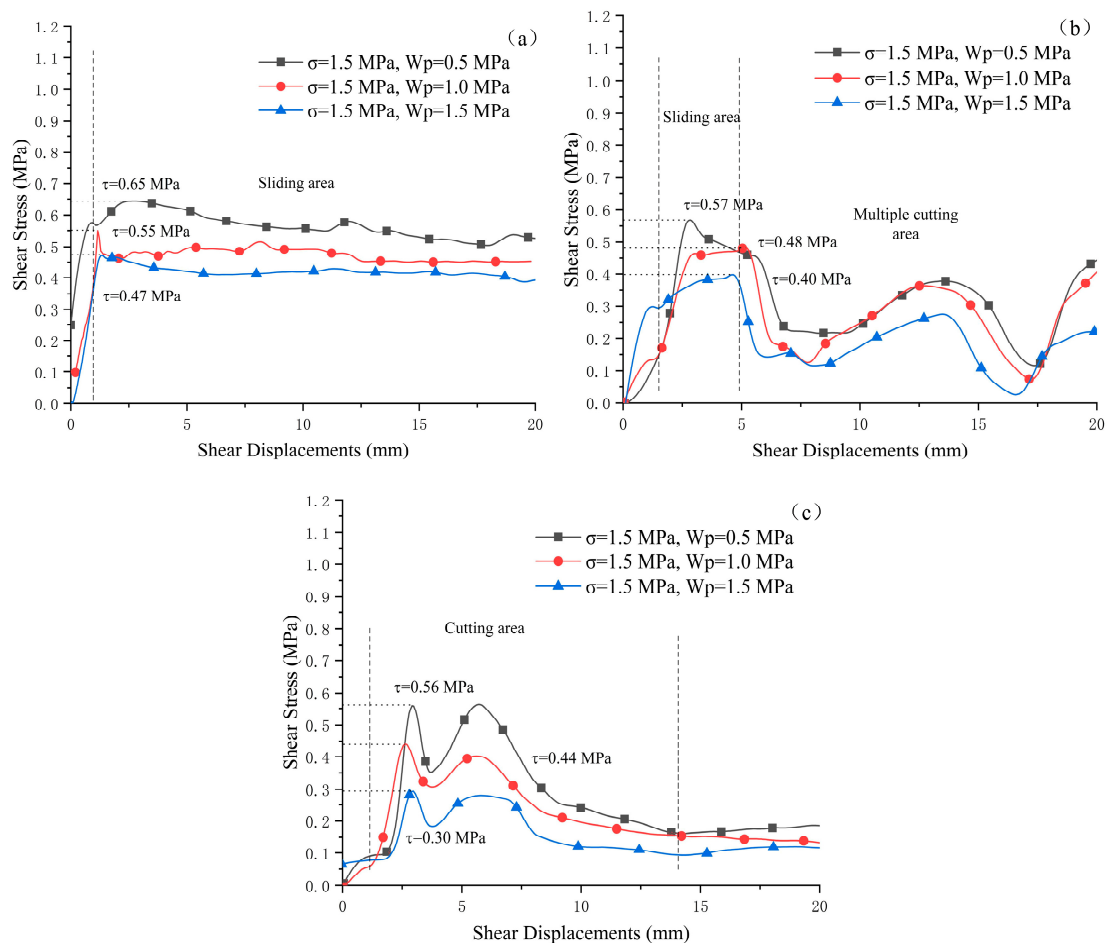 (a)
σ=1.5 MPa, Wp=0.5 MPa
σ=1.5 MPa, Wp=1.0 MPa
σ=1.5 MPa, Wp=1.5 MPa
τ=0.65 MPa
Sliding area
τ=0.55 MPa
τ=0.47 MPa
Shear Stress (MPa)
1.2
1.1
1.0
0.9
0.8
0.7
0.6
0.5
0.4
0.3
0.2
0.1
0.0
0 5 10 15 20
Shear Displacements (mm)
(b)
σ=1.5 MPa, Wp=0.5 MPa
σ=1.5 MPa, Wp=1.0 MPa
σ=1.5 MPa, Wp=1.5 MPa
Sliding area
τ=0.57 MPa
Multiple cutting
area
τ=0.48 MPa
τ=0.40 MPa
Shear Stress (MPa)
1.2
1.1
1.0
0.9
0.8
0.7
0.6
0.5
0.4
0.3
0.2
0.1
0.0
0 5 10 15 20
Shear Displacements (mm)
(c)
σ=1.5 MPa, Wp=0.5 MPa
σ=1.5 MPa, Wp=1.0 MPa
σ=1.5 MPa, Wp=1.5 MPa
Cutting area
τ=0.56 MPa
τ=0.44 MPa
τ=0.30 MPa
Shear Stress (MPa)
1.2
1.1
1.0
0.9
0.8
0.7
0.6
0.5
0.4
0.3
0.2
0.1
0.0
0 5 10 15 20
Shear Displacements (mm)